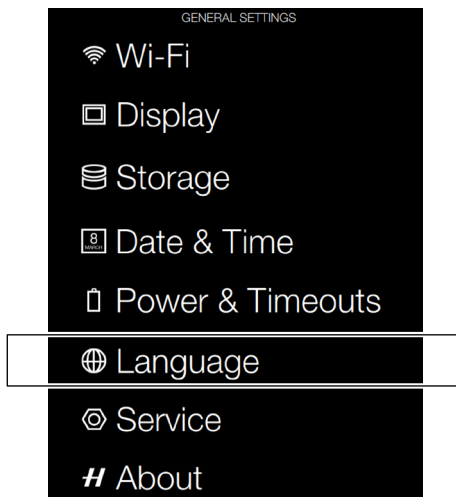 GENERAL SETTINGS
Wi-Fi
Display
Storage
8
MARCH
Date & Time
Power & Timeouts
Language
Service
H About